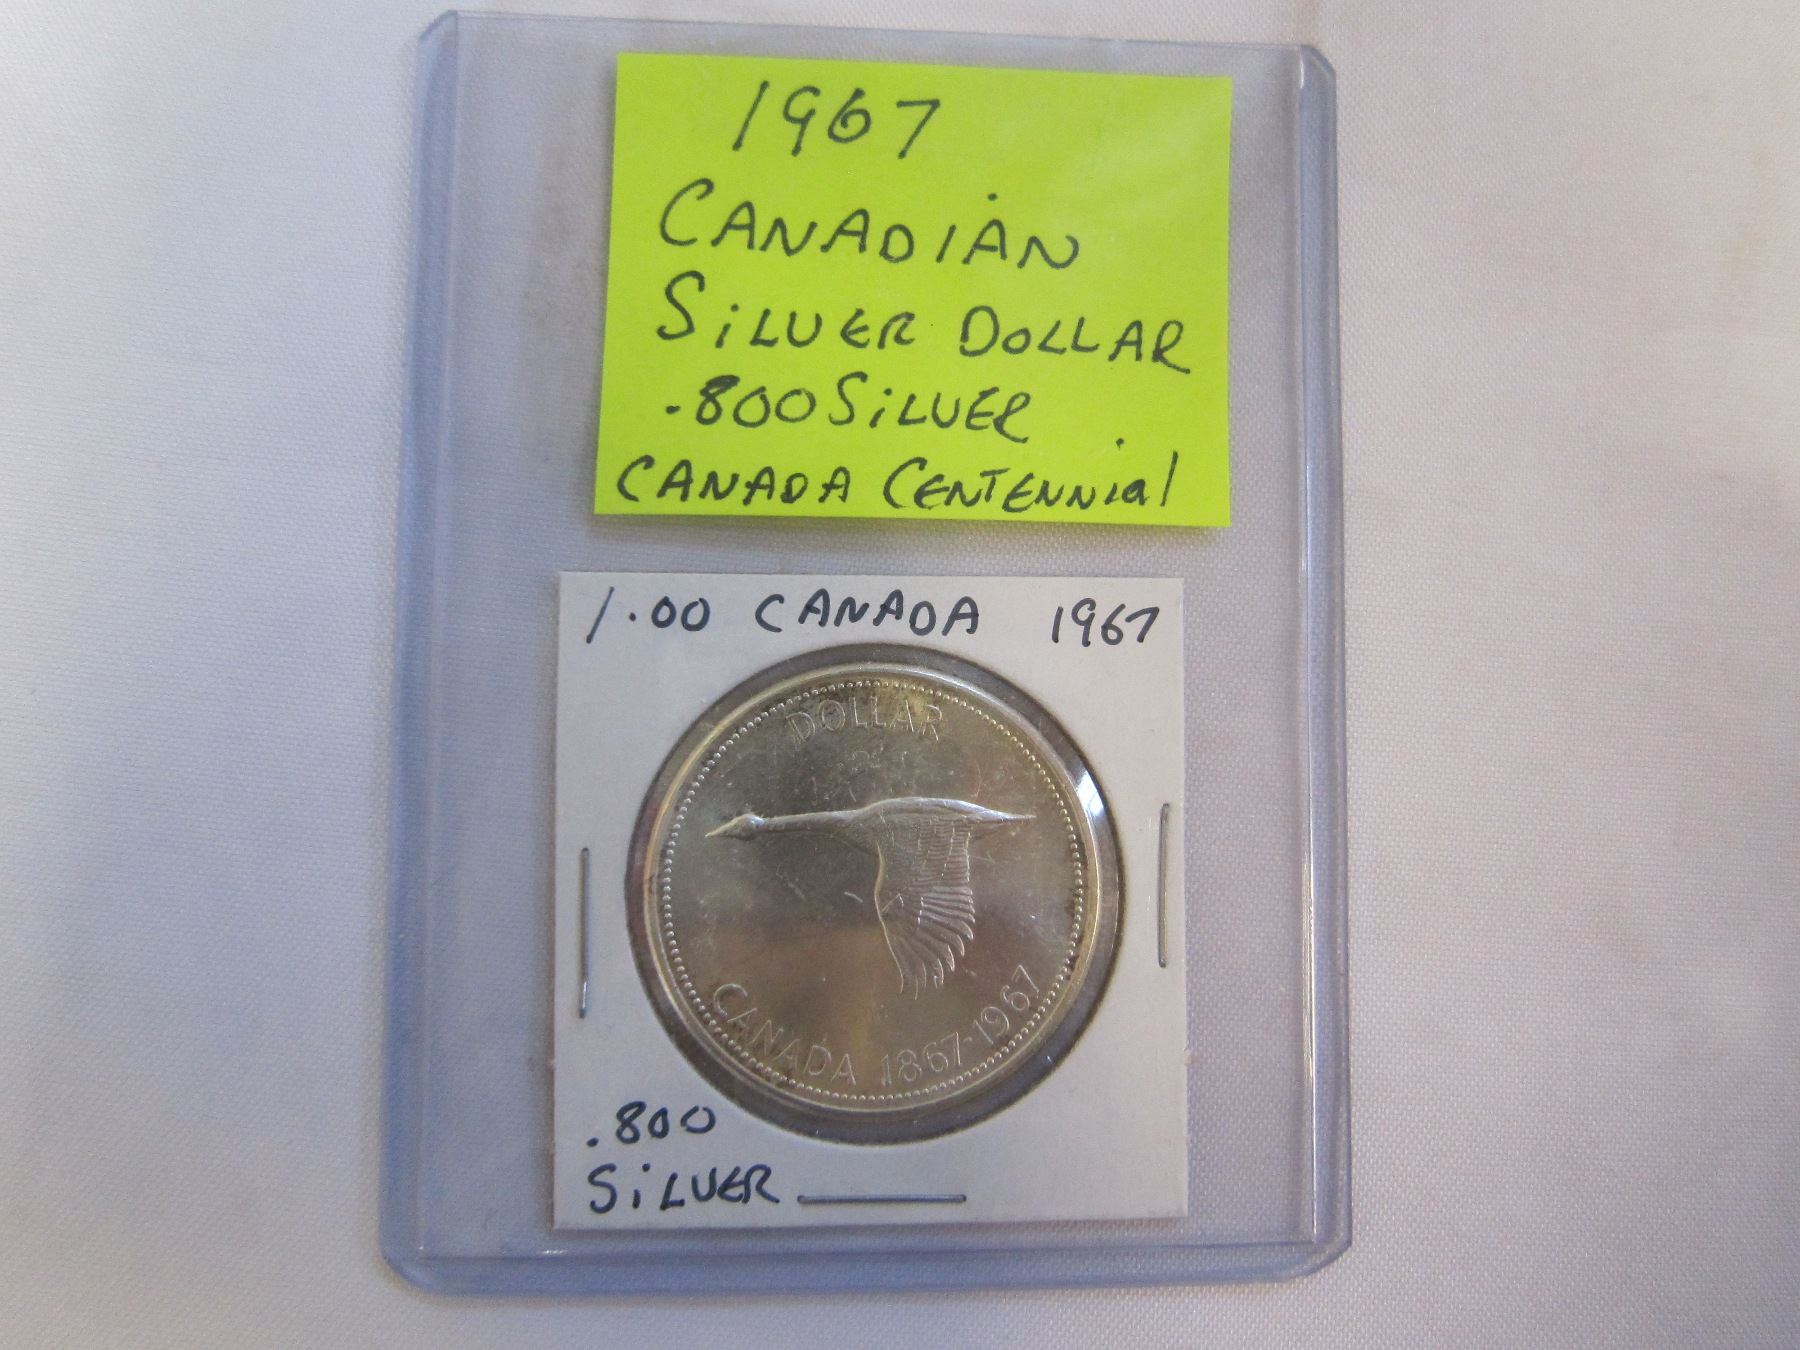 1967
CANADIAN
SiLVER DOLLAR
.800 SiLVER
CANADA CENTENNial
1.00 CANADA 1967
DOLLAR
CANADA 1867-1967
.800
SiLVER